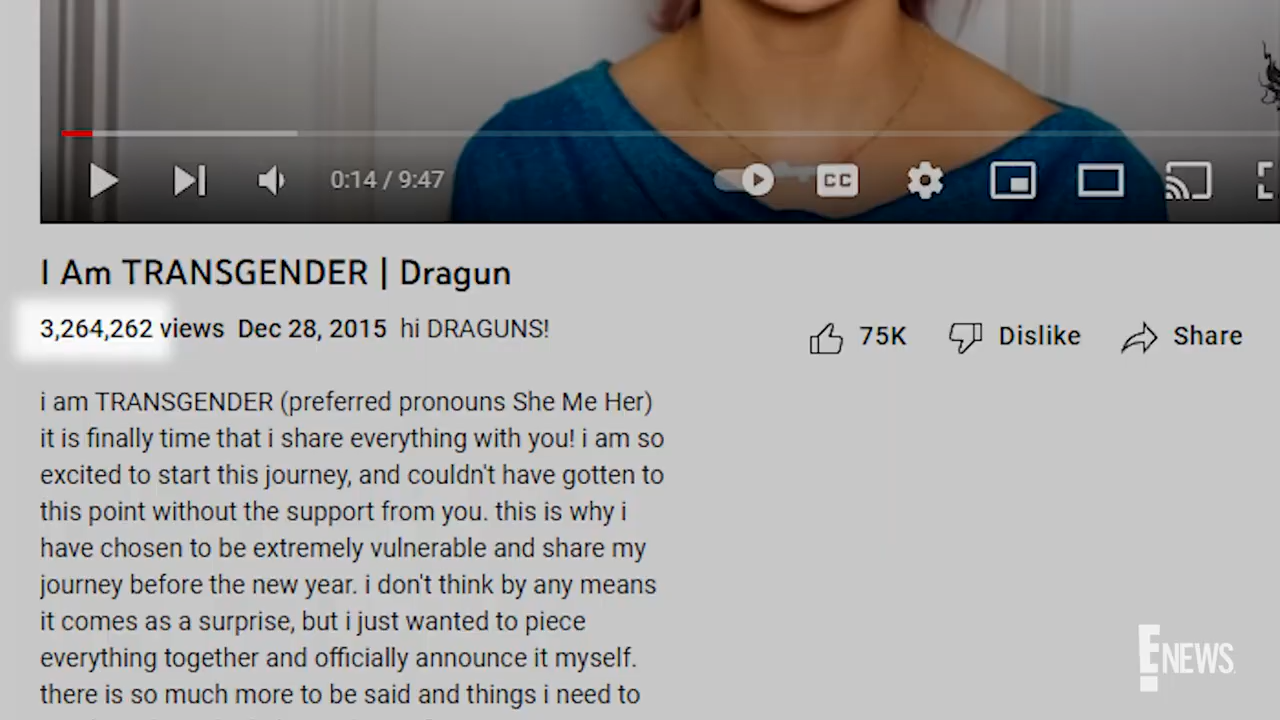 0:14 / 9:47
CC
I Am TRANSGENDER | Dragun
3,264,262 views Dec 28, 2015 hi DRAGUNS!
75K Dislike Share
i am TRANSGENDER (preferred pronouns She Me Her)
it is finally time that i share everything with you! i am so
excited to start this journey, and couldn't have gotten to
this point without the support from you. this is why i
have chosen to be extremely vulnerable and share my
journey before the new year. i don't think by any means
it comes as a surprise, but i just wanted to piece
everything together and officially announce it myself.
there is so much more to be said and things i need to
E! NEWS